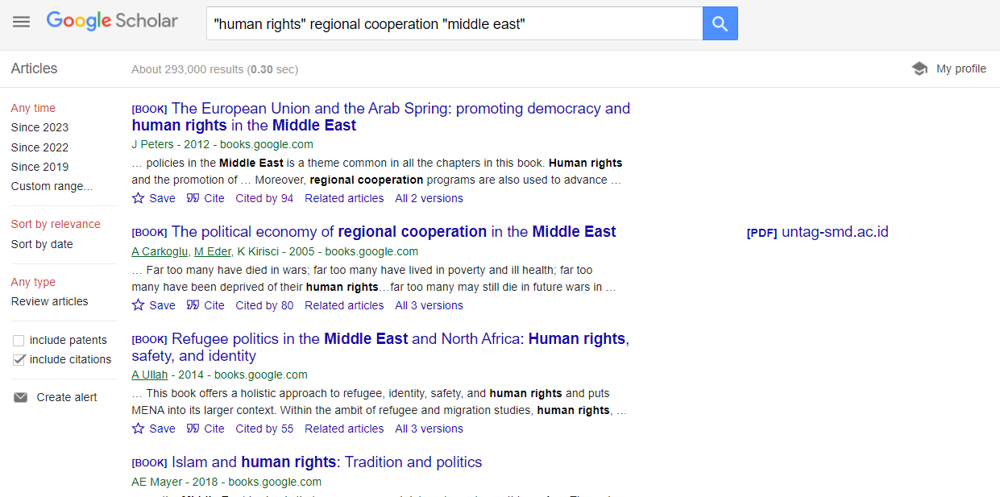 Google Scholar
"human rights" regional cooperation "middle east"
Articles
About 293,000 results (0.30 sec)
My profile
Any time
Since 2023
Since 2022
Since 2019
Custom range...
Sort by relevance
Sort by date
Any type
Review articles
include patents
include citations
Create alert
[BOOK] The European Union and the Arab Spring: promoting democracy and
human rights in the Middle East
J Peters - 2012 - books.google.com
… policies in the Middle East is a theme common in all the chapters in this book. Human rights
and the promotion of … Moreover, regional cooperation programs are also used to advance …
Save Cite Cited by 94 Related articles All 2 versions
[BOOK] The political economy of regional cooperation in the Middle East
A Carkoglu, M Eder, K Kirisci - 2005 - books.google.com
… Far too many have died in wars; far too many have lived in poverty and ill health; far too
many have been deprived of their human rights…far too many may still die in future wars in …
Save Cite Cited by 80 Related articles All 3 versions
[PDF] untag-smd.ac.id
[BOOK] Refugee politics in the Middle East and North Africa: Human rights,
safety, and identity
A Ullah - 2014 - books.google.com
… This book offers a holistic approach to refugee, identity, safety, and human rights and puts
MENA into its larger context. Within the ambit of refugee and migration studies, human rights, …
Save Cite Cited by 55 Related articles All 3 versions
[BOOK] Islam and human rights: Tradition and politics
AE Mayer - 2018 - books.google.com